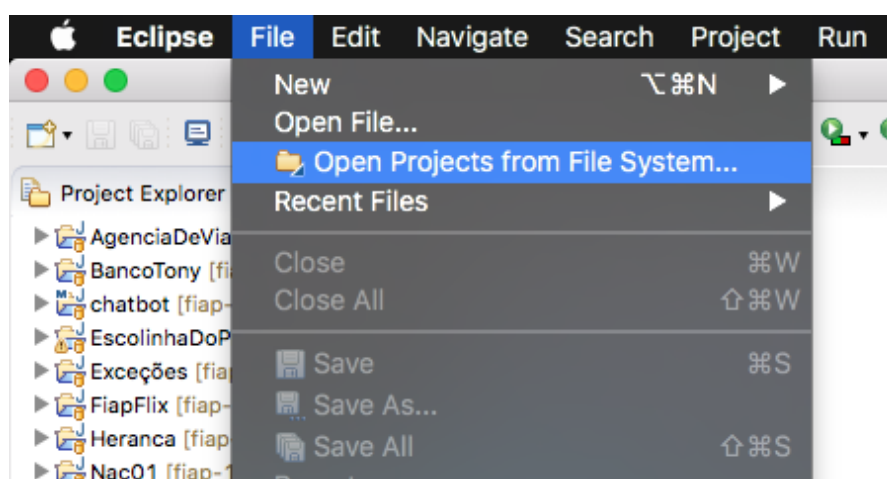 Eclipse File Edit Navigate Search Project Run
New ⌥⌘N ▶
Open File...
Open Projects from File System...
Recent Files ▶
Close ⌘W
Close All ⇧⌘W
Save ⌘S
Save As...
Save All ⇧⌘S
Project Explorer
AgenciaDeVia
BancoTony [fi
chatbot [fiap-
EscolinhaDoP
Exceções [fia
FiapFlix [fiap-
Heranca [fiap
Nac01 [fiap-1